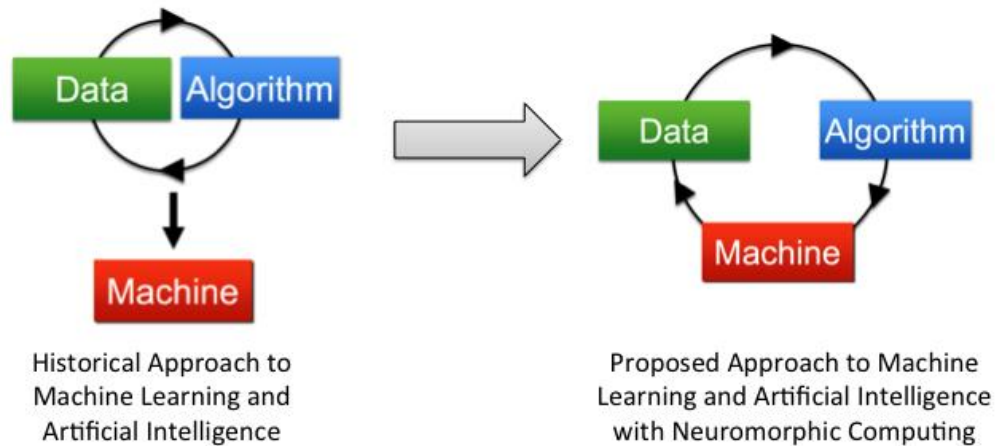 Data
Algorithm
Machine
Historical Approach to
Machine Learning and
Artificial Intelligence
Data
Algorithm
Machine
Proposed Approach to Machine
Learning and Artificial Intelligence
with Neuromorphic Computing